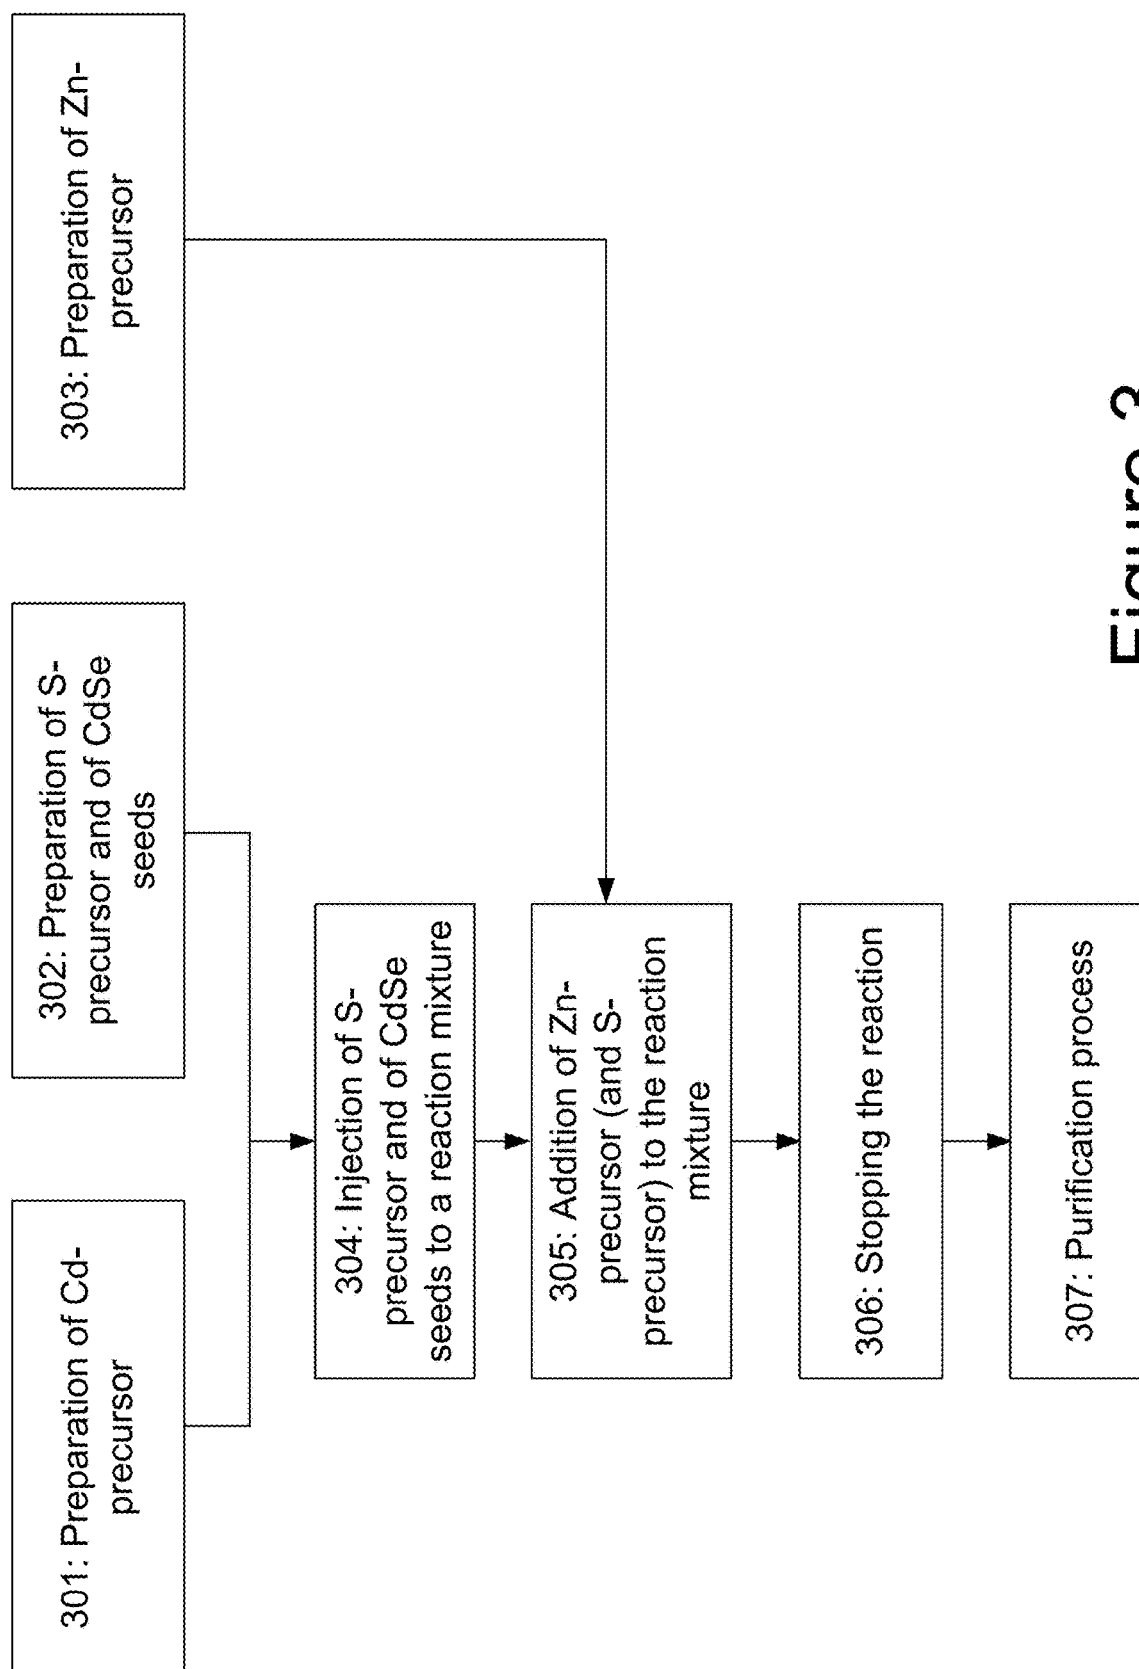 301: Preparation of Cd-
precursor
302: Preparation of S-
precursor and of CdSe
seeds
303: Preparation of Zn-
precursor
304: Injection of S-
precursor and of CdSe
seeds to a reaction mixture
305: Addition of Zn-
precursor (and S-
precursor) to the reaction
mixture
306: Stopping the reaction
307: Purification process
Figure 3